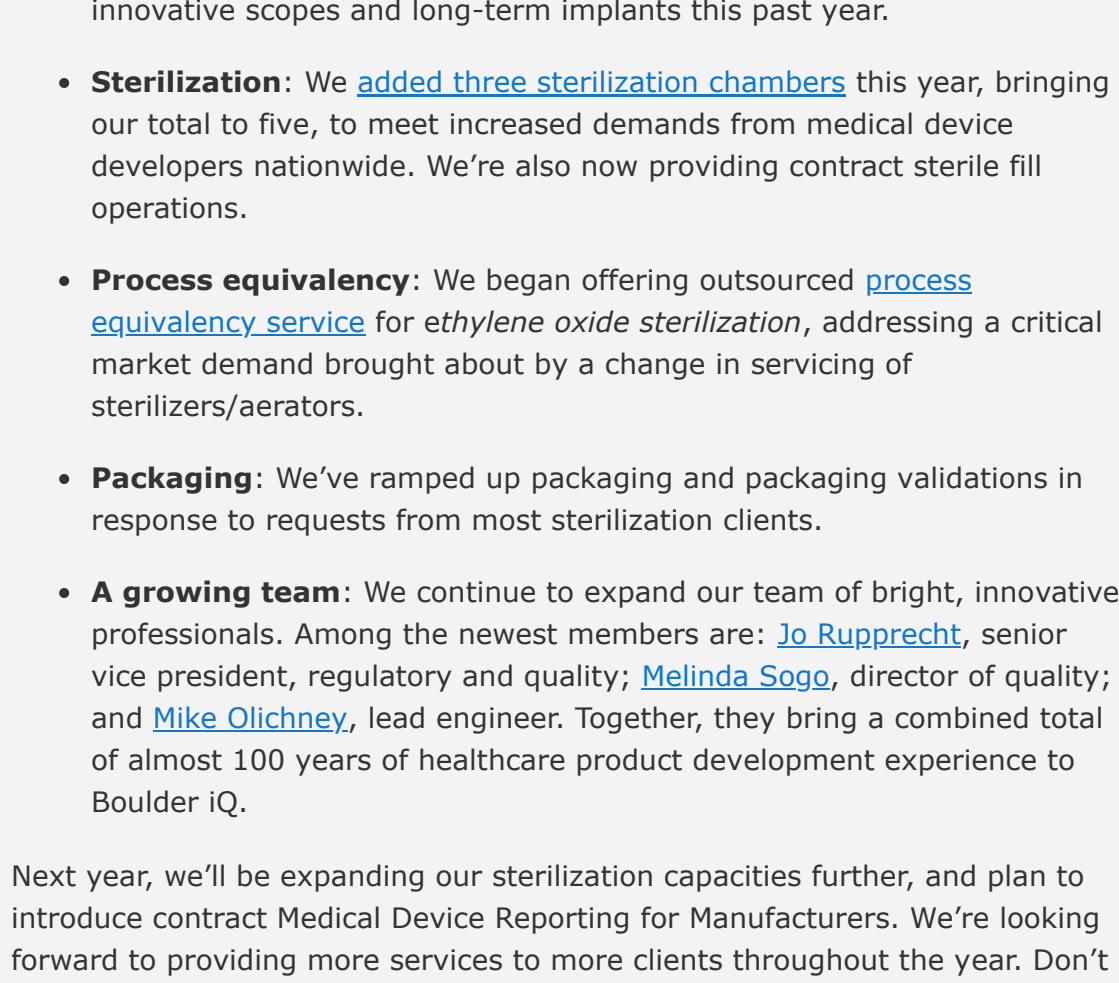 innovative scopes and long-term implants this past year.
• Sterilization: We added three sterilization chambers this year, bringing
our total to five, to meet increased demands from medical device
developers nationwide. We’re also now providing contract sterile fill
operations.
• Process equivalency: We began offering outsourced process
equivalency service for ethylene oxide sterilization, addressing a critical
market demand brought about by a change in servicing of
sterilizers/aerators.
• Packaging: We’ve ramped up packaging and packaging validations in
response to requests from most sterilization clients.
• A growing team: We continue to expand our team of bright, innovative
professionals. Among the newest members are: Jo Rupprecht, senior
vice president, regulatory and quality; Melinda Sogo, director of quality;
and Mike Olichney, lead engineer. Together, they bring a combined total
of almost 100 years of healthcare product development experience to
Boulder iQ.
Next year, we’ll be expanding our sterilization capacities further, and plan to
introduce contract Medical Device Reporting for Manufacturers. We’re looking
forward to providing more services to more clients throughout the year. Don’t